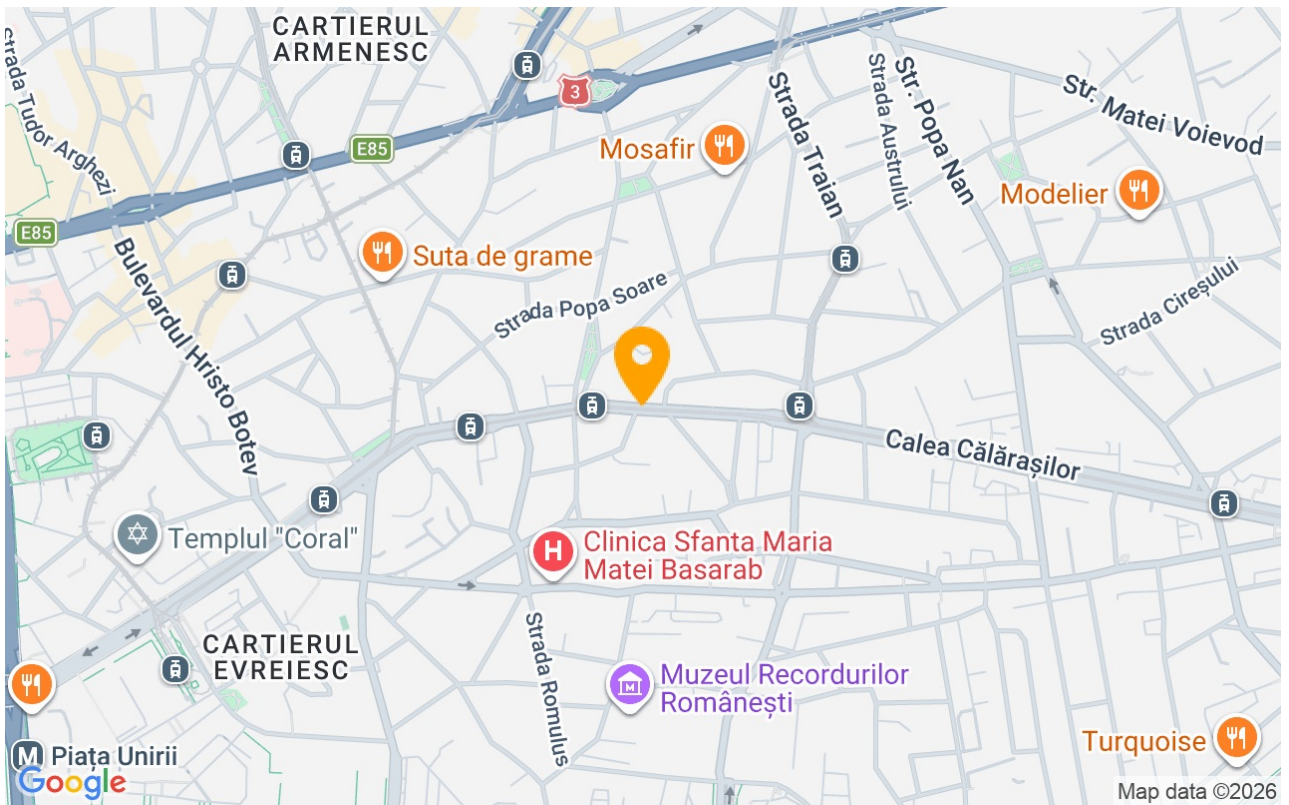 CARTIERUL
ARMENESC
Strada Tudor Arghezi
3
E85
Mosafir
Strada Traian
Strada Austrului
Str. Popa Nan
Str. Matei Voievod
Modelier
E85
Bulevardul Hristo Botev
Suta de grame
Strada Popa Soare
Strada Cireșului
Calea Călărașilor
Templul "Coral"
H
Clinica Sfanta Maria
Matei Basarab
CARTIERUL
EVREIESC
Strada Romulus
M
Muzeul Recordurilor
Românești
Turquoise
M Piața Unirii
Google
Map data ©2026